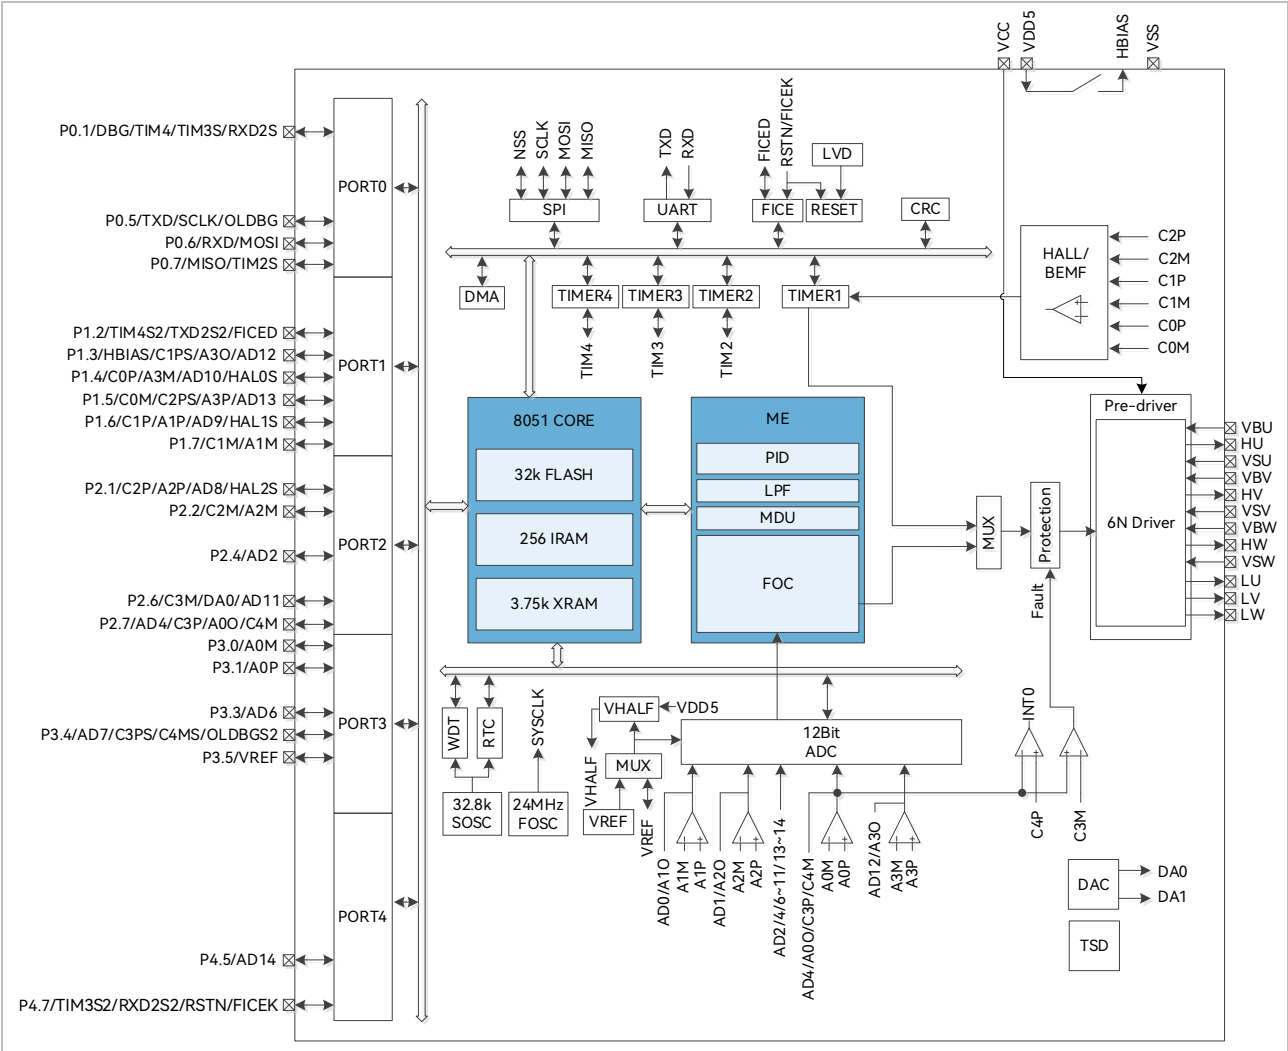 VCC
VDD5
HBIAS
VSS
P0.1/DBG/TIM4/TIM3S/RXD2S
P0.5/TXD/SCLK/OLDBG
P0.6/RXD/MOSI
P0.7/MISO/TIM2S
P1.2/TIM4S2/TXD2S2/FICED
P1.3/HBIAS/C1PS/A3O/AD12
P1.4/C0P/A3M/AD10/HAL0S
P1.5/C0M/C2PS/A3P/AD13
P1.6/C1P/A1P/AD9/HAL1S
P1.7/C1M/A1M
P2.1/C2P/A2P/AD8/HAL2S
P2.2/C2M/A2M
P2.4/AD2
P2.6/C3M/DA0/AD11
P2.7/AD4/C3P/A0O/C4M
P3.0/A0M
P3.1/A0P
P3.3/AD6
P3.4/AD7/C3PS/C4MS/OLDBGS2
P3.5/VREF
P4.5/AD14
P4.7/TIM3S2/RXD2S2/RSTN/FICEK
PORT0
PORT1
PORT2
PORT3
PORT4
NSS
SCLK
MOSI
MISO
TXD
RXD
FICED
RSTN/FICEK
LVD
SPI
UART
FICE
RESET
CRC
DMA
TIMER4
TIMER3
TIMER2
TIMER1
TIM4
TIM3
TIM2
HALL/
BEMF
C2P
C2M
C1P
C1M
C0P
C0M
8051 CORE
32k FLASH
256 IRAM
3.75k XRAM
ME
PID
LPF
MDU
FOC
MUX
Protection
Fault
Pre-driver
6N Driver
VBU
HU
VSU
VBV
HV
VSV
VBW
HW
VSW
LU
LV
LW
WDT
RTC
SYSCLK
32.8k
SOSC
24MHz
FOSC
VHALF
VDD5
VHALF
MUX
VREF
VREF
12Bit
ADC
AD0/A1O
A1M
A1P
AD1/A2O
A2M
A2P
AD2/4/6~11/13~14
AD4/A0O/C3P/C4M
A0M
A0P
AD12/A3O
A3M
A3P
INT0
C4P
C3M
DAC
DA0
DA1
TSD